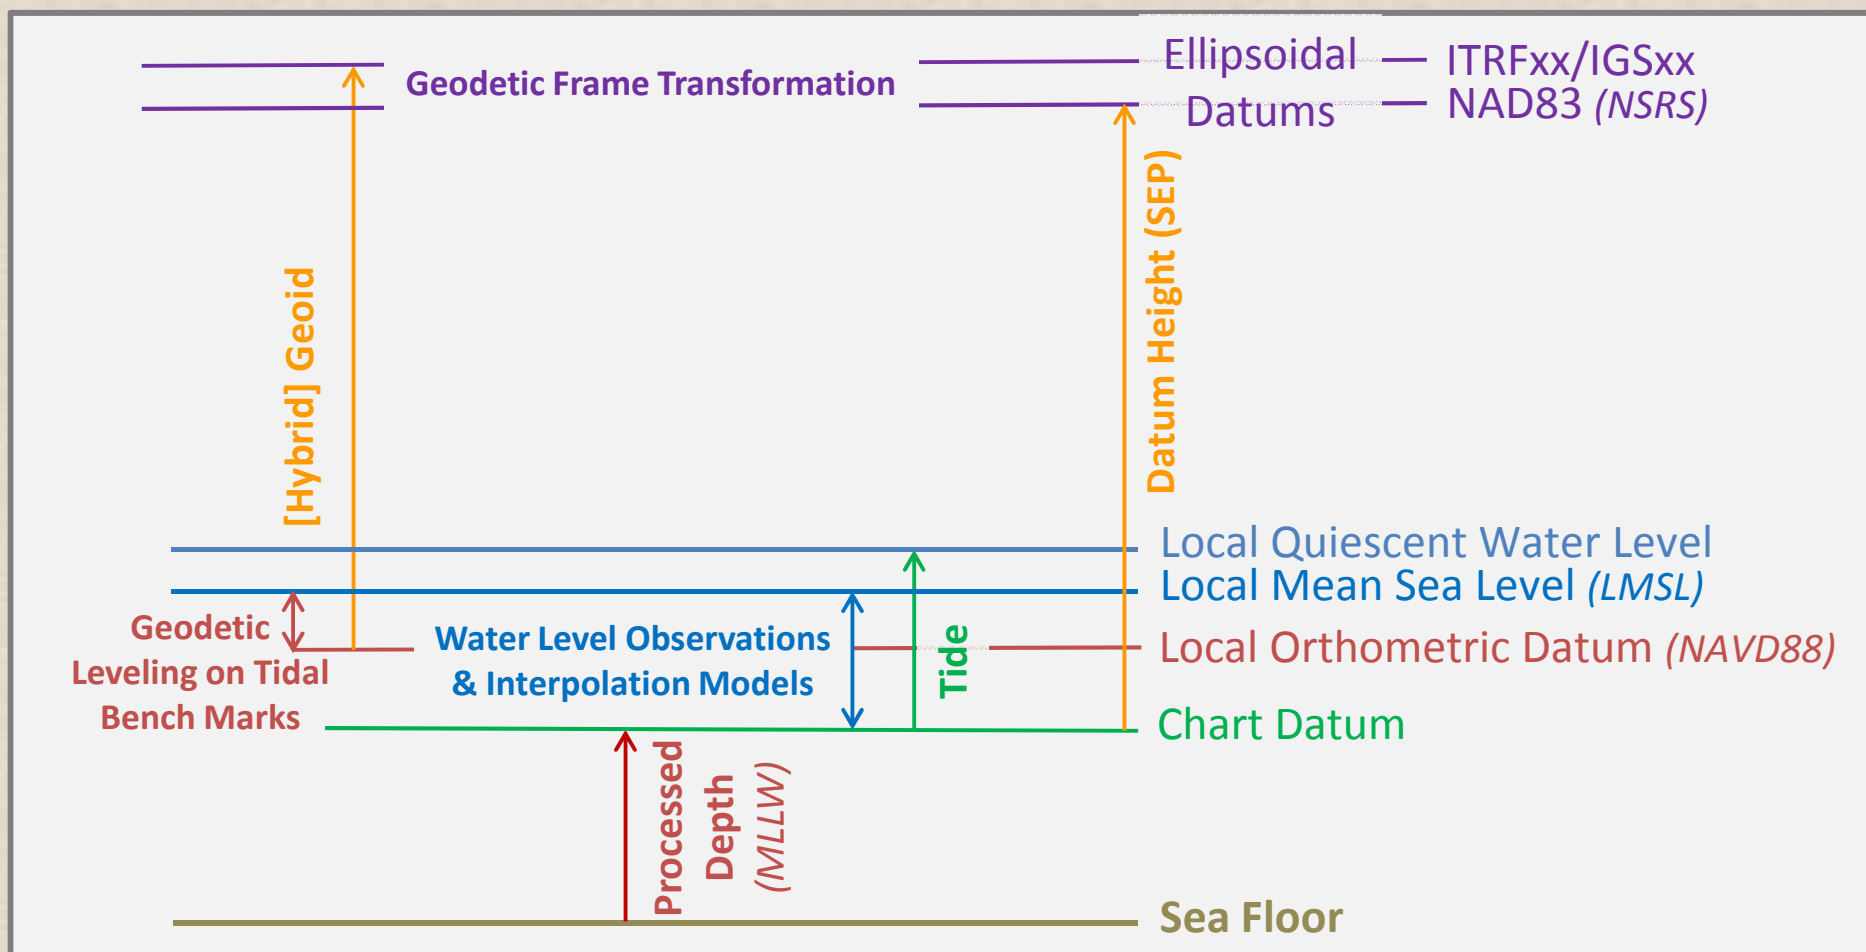 Geodetic Frame Transformation
Ellipsoidal
Datums
ITRFxx/IGSxx
NAD83 (NSRS)
[Hybrid] Geoid
Datum Height (SEP)
Local Quiescent Water Level
Local Mean Sea Level (LMSL)
Geodetic
Leveling on Tidal
Bench Marks
Water Level Observations
& Interpolation Models
Tide
Local Orthometric Datum (NAVD88)
Chart Datum
Processed
Depth
(MLLW)
Sea Floor